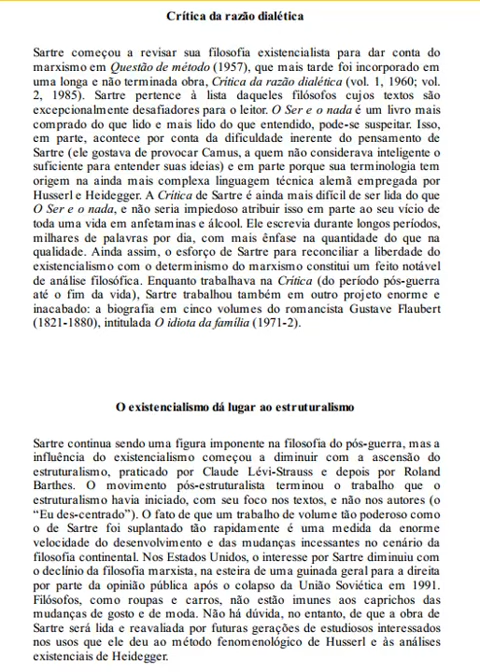 Crítica da razão dialética
Sartre começou a revisar sua filosofia existencialista para dar conta do
marxismo em Questão de método (1957), que mais tarde foi incorporado em
uma longa e não terminada obra, Crítica da razão dialética (vol. 1, 1960; vol.
2, 1985). Sartre pertence à lista daqueles filósofos cujos textos são
excepcionalmente desafiadores para o leitor. O Ser e o nada é um livro mais
comprado do que lido e mais lido do que entendido, pode-se suspeitar. Isso,
em parte, acontece por conta da dificuldade inerente do pensamento de
Sartre (ele gostava de provocar Camus, a quem não considerava inteligente o
suficiente para entender suas ideias) e em parte porque sua terminologia tem
origem na ainda mais complexa linguagem técnica alemã empregada por
Husserl e Heidegger. A Crítica de Sartre é ainda mais difícil de ser lida do que
O Ser e o nada, e não seria impiedoso atribuir isso em parte ao seu vício de
toda uma vida em anfetaminas e álcool. Ele escrevia durante longos períodos,
milhares de palavras por dia, com mais ênfase na quantidade do que na
qualidade. Ainda assim, o esforço de Sartre para reconciliar a liberdade do
existencialismo com o determinismo do marxismo constitui um feito notável
de análise filosófica. Enquanto trabalhava na Crítica (do período pós-guerra
até o fim da vida), Sartre trabalhou também em outro projeto enorme e
inacabado: a biografia em cinco volumes do romancista Gustave Flaubert
(1821-1880), intitulada O idiota da família (1971-2).
O existencialismo dá lugar ao estruturalismo
Sartre continua sendo uma figura imponente na filosofia do pós-guerra, mas a
influência do existencialismo começou a diminuir com a ascensão do
estruturalismo, praticado por Claude Lévi-Strauss e depois por Roland
Barthes. O movimento pós-estruturalista terminou o trabalho que o
estruturalismo havia iniciado, com seu foco nos textos, e não nos autores (o
“Eu des-centrado”). O fato de que um trabalho de volume tão poderoso como
o de Sartre foi suplantado tão rapidamente é uma medida da enorme
velocidade do desenvolvimento e das mudanças incessantes no cenário da
filosofia continental. Nos Estados Unidos, o interesse por Sartre diminuiu com
o declínio da filosofia marxista, na esteira de uma guinada geral para a direita
por parte da opinião pública após o colapso da União Soviética em 1991.
Filósofos, como roupas e carros, não estão imunes aos caprichos das
mudanças de gosto e de moda. Não há dúvida, no entanto, de que a obra de
Sartre será lida e reavaliada por futuras gerações de estudiosos interessados
nos usos que ele deu ao método fenomenológico de Husserl e às análises
existenciais de Heidegger.